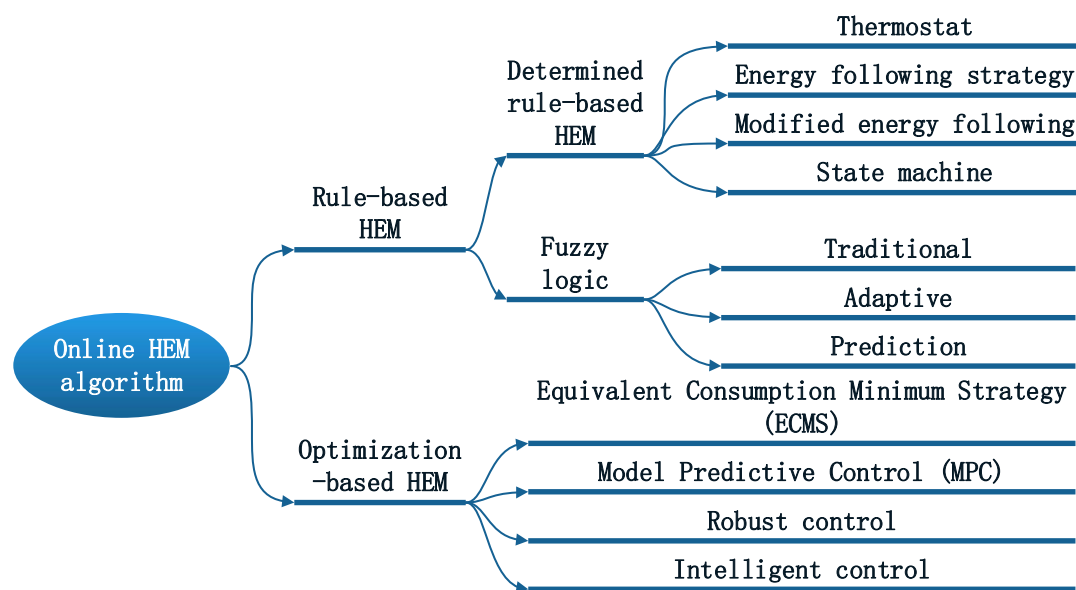 Online HEM
algorithm
Rule-based
HEM
Determined
rule-based
HEM
Thermostat
Energy following strategy
Modified energy following
State machine
Fuzzy
logic
Traditional
Adaptive
Prediction
Optimization
-based HEM
Equivalent Consumption Minimum Strategy
(ECMS)
Model Predictive Control (MPC)
Robust control
Intelligent control